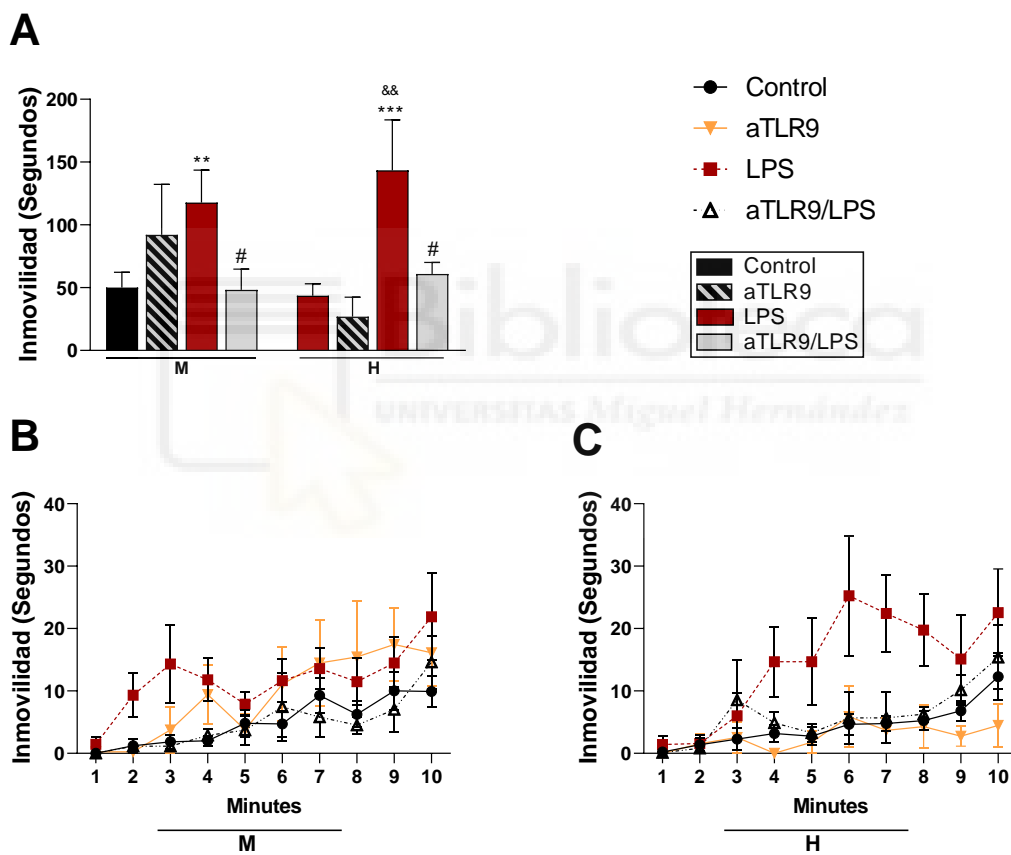 A
Inmovilidad (Segundos)
200
150
100
50
0
**
#
&&
***
#
M
H
Control
aTLR9
LPS
aTLR9/LPS
Control
aTLR9
LPS
aTLR9/LPS
Biblioteca
UNIVERSITAS Miguel Hernández
B
Inmovilidad (Segundos)
40
30
20
10
0
1 2 3 4 5 6 7 8 9 10
Minutes
M
C
Inmovilidad (Segundos)
40
30
20
10
0
1 2 3 4 5 6 7 8 9 10
Minutes
H